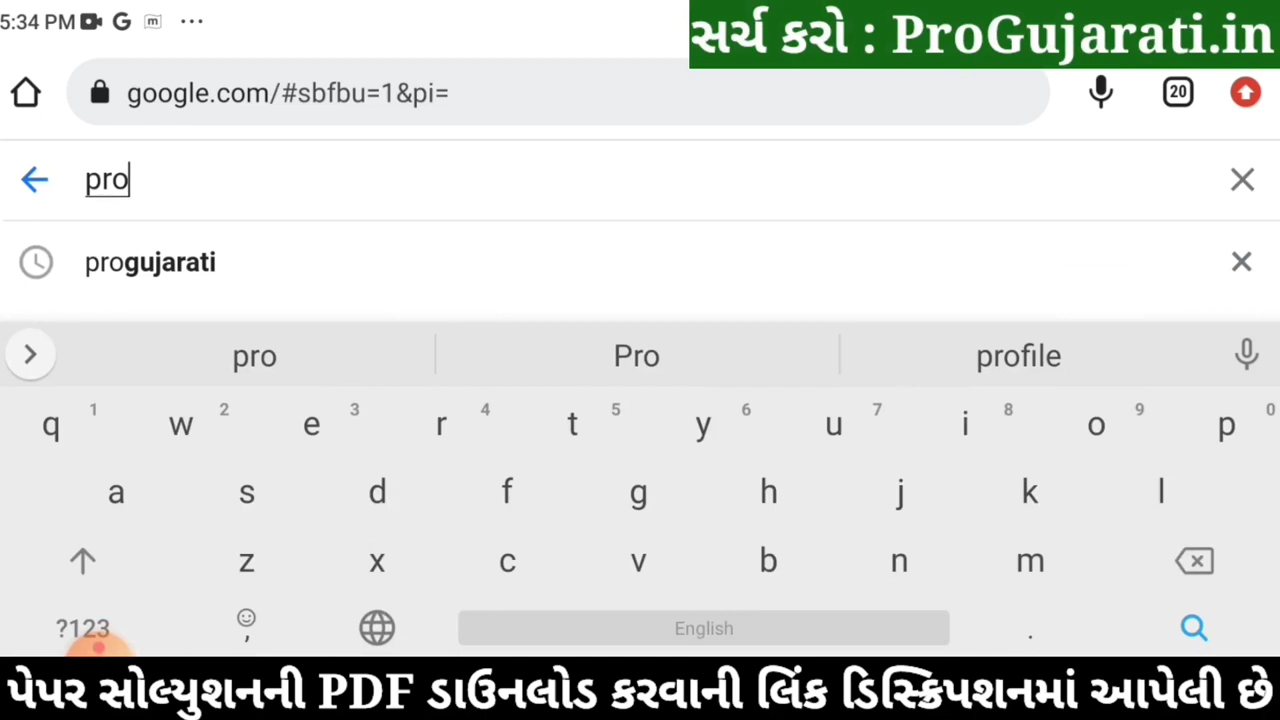 5:34 PM G m ...
સર્ચ કરો : ProGujarati.in
google.com/#sbfbu=1&pi=
20
pro
progujarati
pro Pro profile
q 1 w 2 e 3 r 4 t 5 y 6 u 7 i 8 o 9 p 0
a s d f g h j k l
z x c v b n m
?123 , English .
પેપર સોલ્યુશનની PDF ડાઉનલોડ કરવાની લિંક ડિસ્ક્રિપશનમાં આપેલી છે